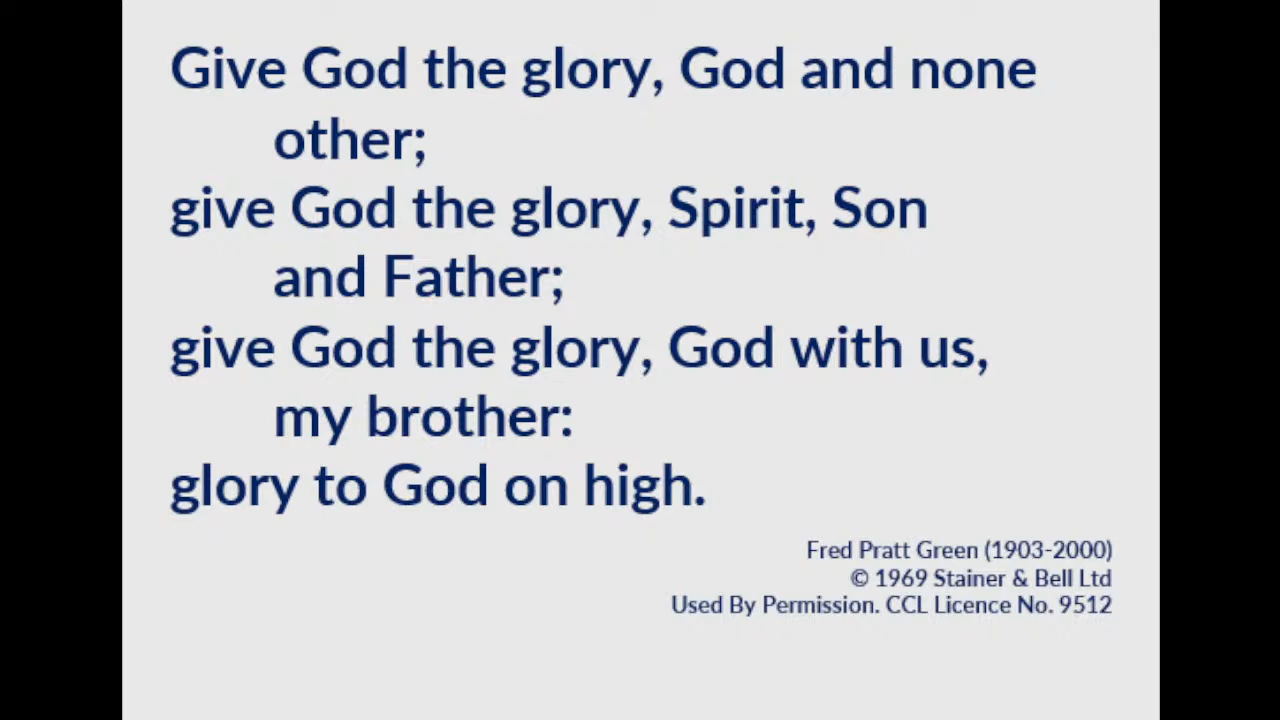 Give God the glory, God and none
other;
give God the glory, Spirit, Son
and Father;
give God the glory, God with us,
my brother:
glory to God on high.
Fred Pratt Green (1903-2000)
© 1969 Stainer & Bell Ltd
Used By Permission. CCL Licence No. 9512